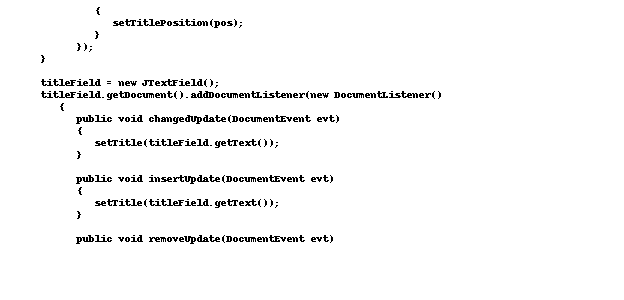 {
setTitlePosition(pos);
}
});
}
titleField = new JTextField();
titleField.getDocument().addDocumentListener(new DocumentListener()
{
public void changedUpdate(DocumentEvent evt)
{
setTitle(titleField.getText());
}
public void insertUpdate(DocumentEvent evt)
{
setTitle(titleField.getText());
}
public void removeUpdate(DocumentEvent evt)